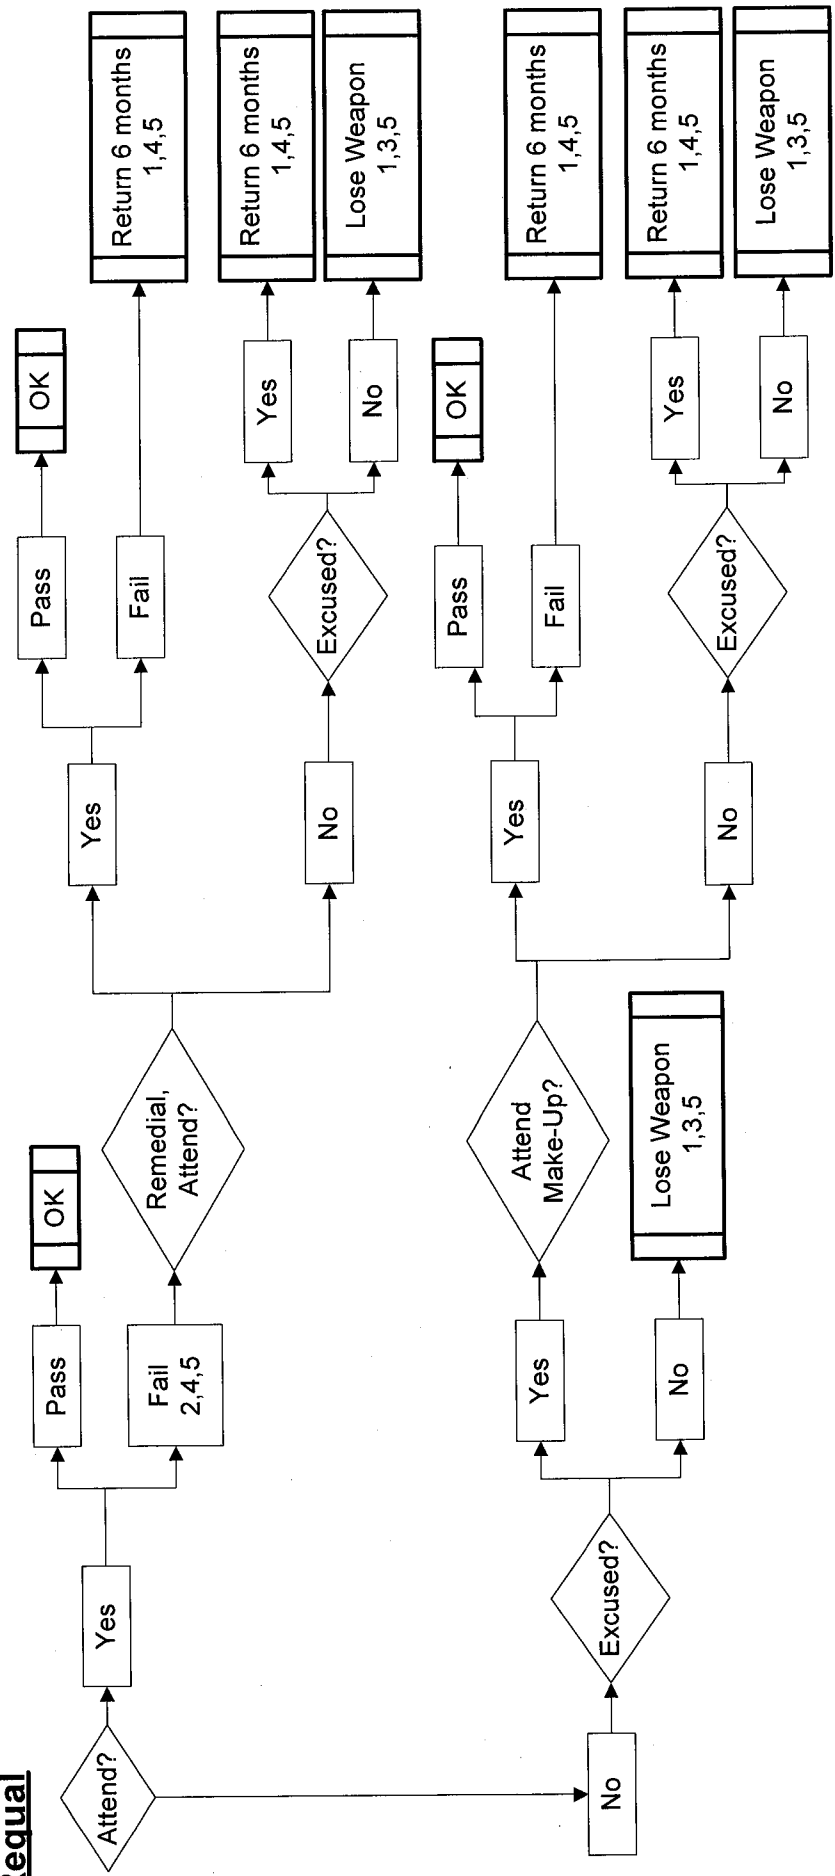 Requal
Attend?
Yes
Pass
OK
Fail
2,4,5
Remedial,
Attend?
Yes
Pass
OK
Fail
Return 6 months
1,4,5
No
Excused?
Yes
Return 6 months
1,4,5
No
Lose Weapon
1,3,5
No
Excused?
Yes
Attend
Make-Up?
Yes
Pass
OK
Fail
Return 6 months
1,4,5
No
Excused?
Yes
Return 6 months
1,4,5
No
Lose Weapon
1,3,5
No
Lose Weapon
1,3,5